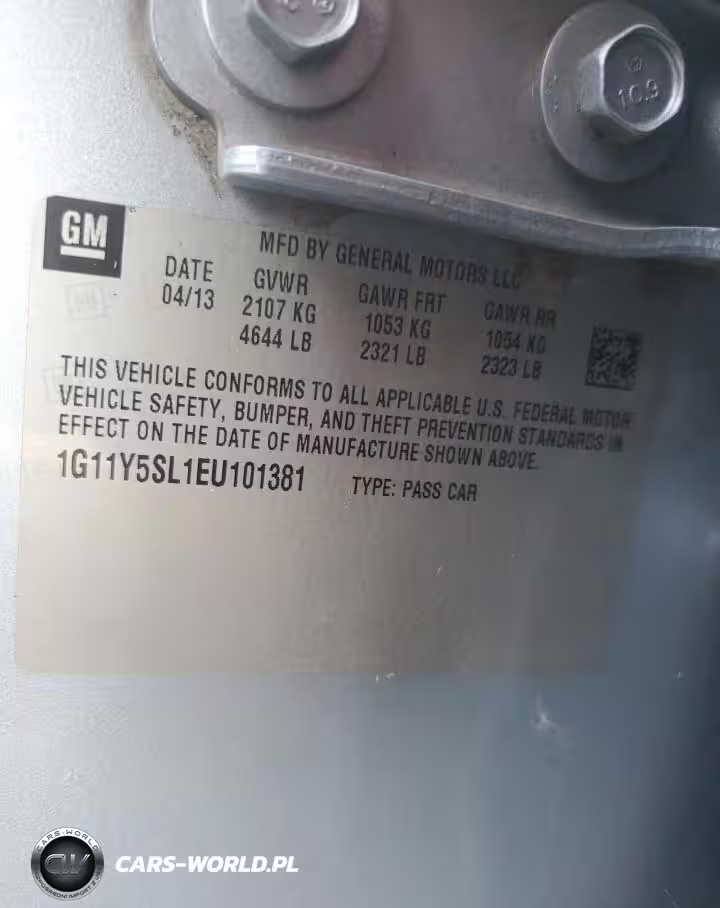 10.9
GM
MFD BY GENERAL MOTORS LLC
DATE GVWR GAWR FRT GAWR RR
04/13 2107 KG 1053 KG 1054 KG
4644 LB 2321 LB 2323 LB
THIS VEHICLE CONFORMS TO ALL APPLICABLE U.S. FEDERAL MOTOR
VEHICLE SAFETY, BUMPER, AND THEFT PREVENTION STANDARDS IN
EFFECT ON THE DATE OF MANUFACTURE SHOWN ABOVE.
1G11Y5SL1EU101381 TYPE: PASS CAR
CARS-WORLD
CW
CARS-WORLD.PL